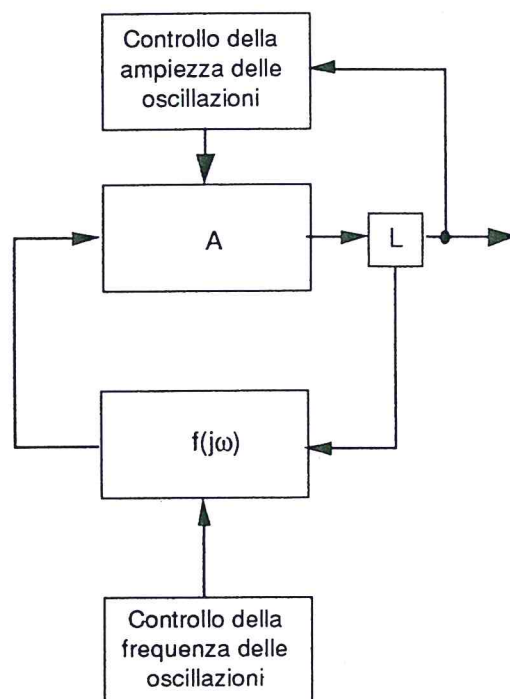 Controllo della
ampiezza delle
oscillazioni
A
L
f(jω)
Controllo della
frequenza delle
oscillazioni